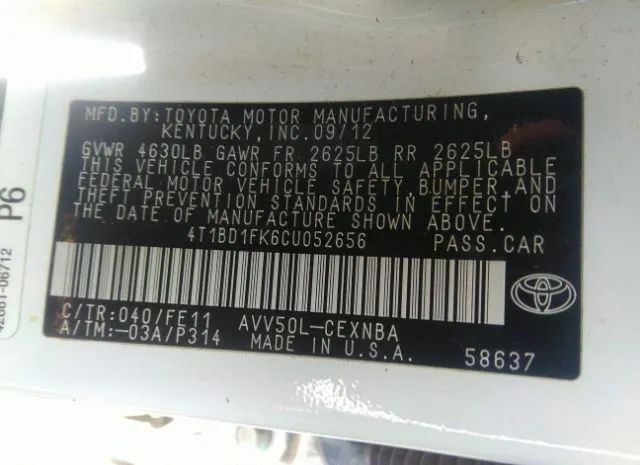 MFD.BY:TOYOTA MOTOR MANUFACTURING,
KENTUCKY,INC.09/12
GVWR 4630LB GAWR FR 2625LB RR 2625LB
THIS VEHICLE CONFORMS TO ALL APPLICABLE
FEDERAL MOTOR VEHICLE SAFETY,BUMPER,AND
THEFT PREVENTION STANDARDS IN EFFECT ON
THE DATE OF MANUFACTURE SHOWN ABOVE.
4T1BD1FK6CU052656 PASS.CAR
C/TR:040/FE11 AVV50L-CEXNBA
A/TM:-03A/P314 MADE IN U.S.A.
58637
P6